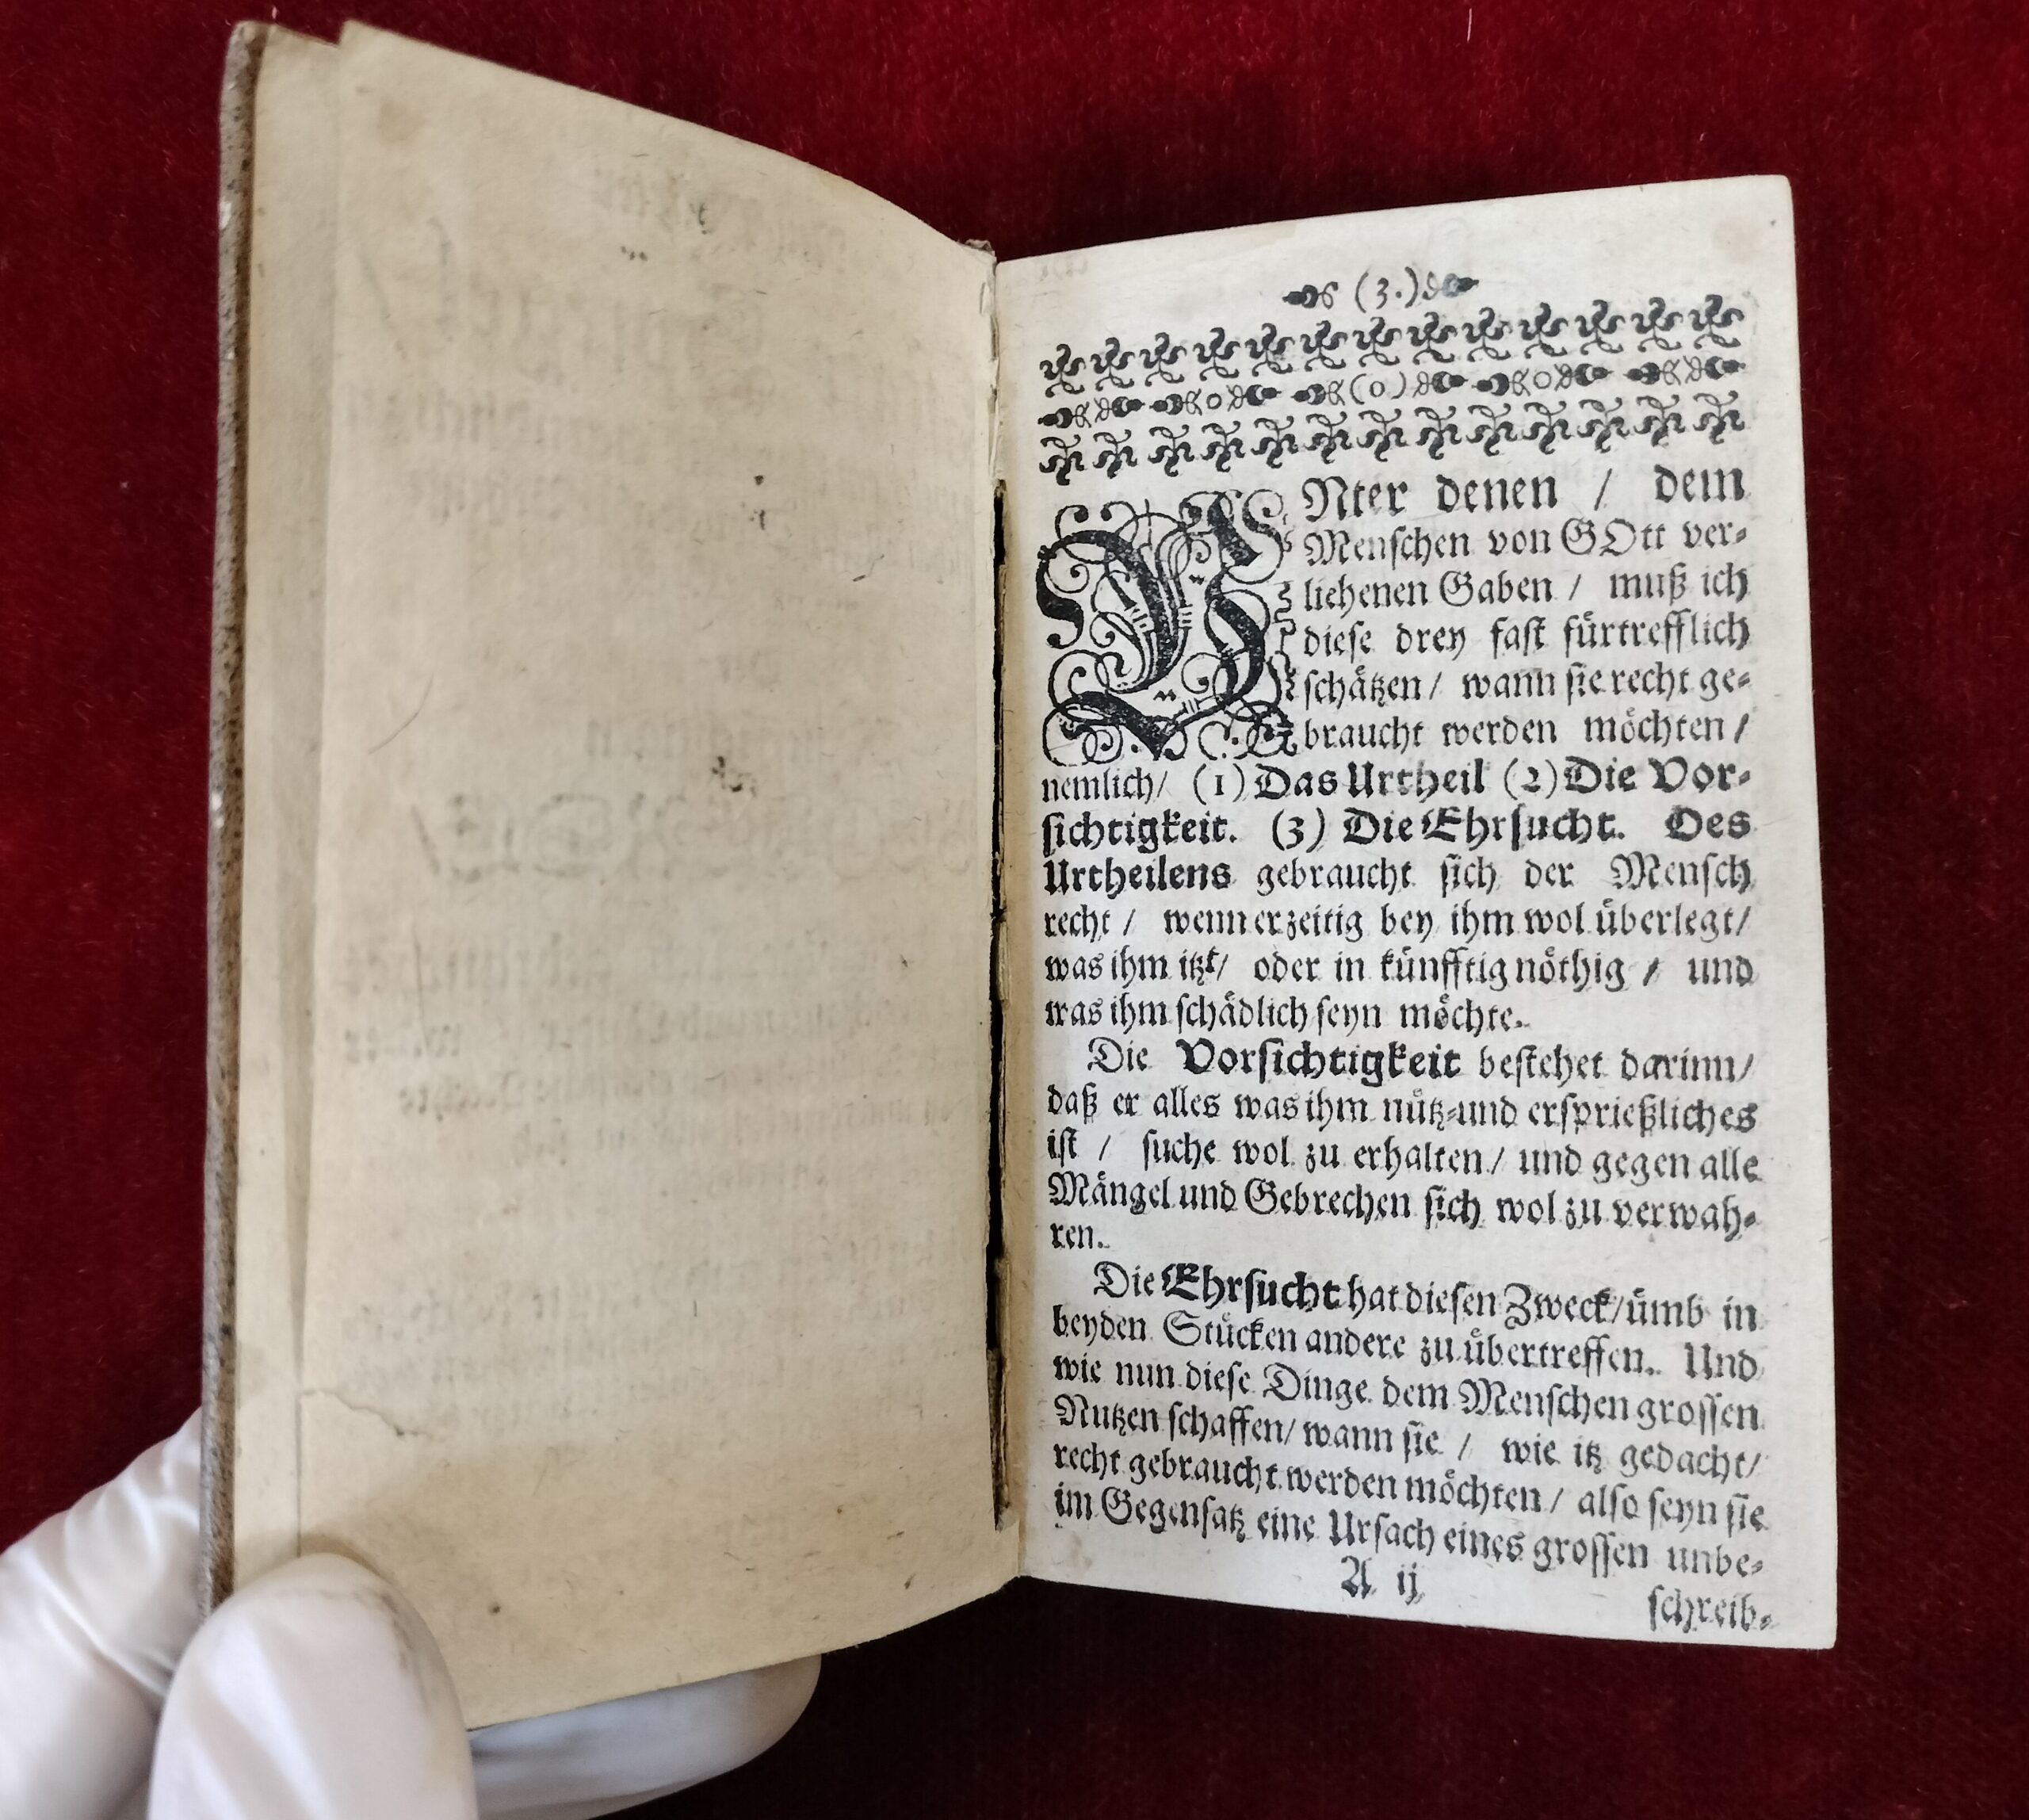 (3.)
(o)
UNter denen / dem
Menschen von GOtt ver-
liehenen Gaben / muß ich
diese drey fast fürtrefflich
schätzen / wann sie recht ge-
braucht werden möchten /
nemlich / (1) Das Urtheil (2) Die Vor-
sichtigkeit. (3) Die Ehrsucht. Des
Urtheilens gebraucht sich der Mensch
recht / wenn er zeitig bey ihm wol überlegt /
was ihm itzt / oder in künfftig nöthig / und
was ihm schädlich seyn möchte.
Die Vorsichtigkeit bestehet darinn /
daß er alles was ihm nütz-und ersprießliches
ist / suche wol zu erhalten / und gegen alle
Mängel und Gebrechen sich wol zu verwah-
ren.
Die Ehrsucht hat diesen Zweck / ümb in
beyden Stücken andere zu übertreffen. Und
wie nun diese Dinge dem Menschen grossen
Nutzen schaffen / wann sie / wie itz gedacht /
recht gebraucht werden möchten / also seyn sie
im Gegensatz eine Ursach eines grossen unbe-
A ij
schreib-